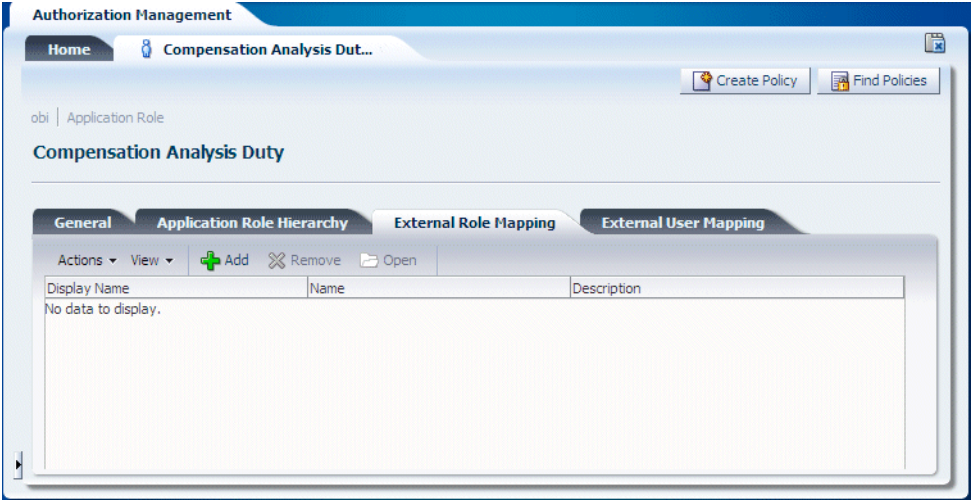 Authorization Management
Home Compensation Analysis Dut...
Create Policy Find Policies
obi | Application Role
Compensation Analysis Duty
General Application Role Hierarchy External Role Mapping External User Mapping
Actions View Add Remove Open
Display Name Name Description
No data to display.